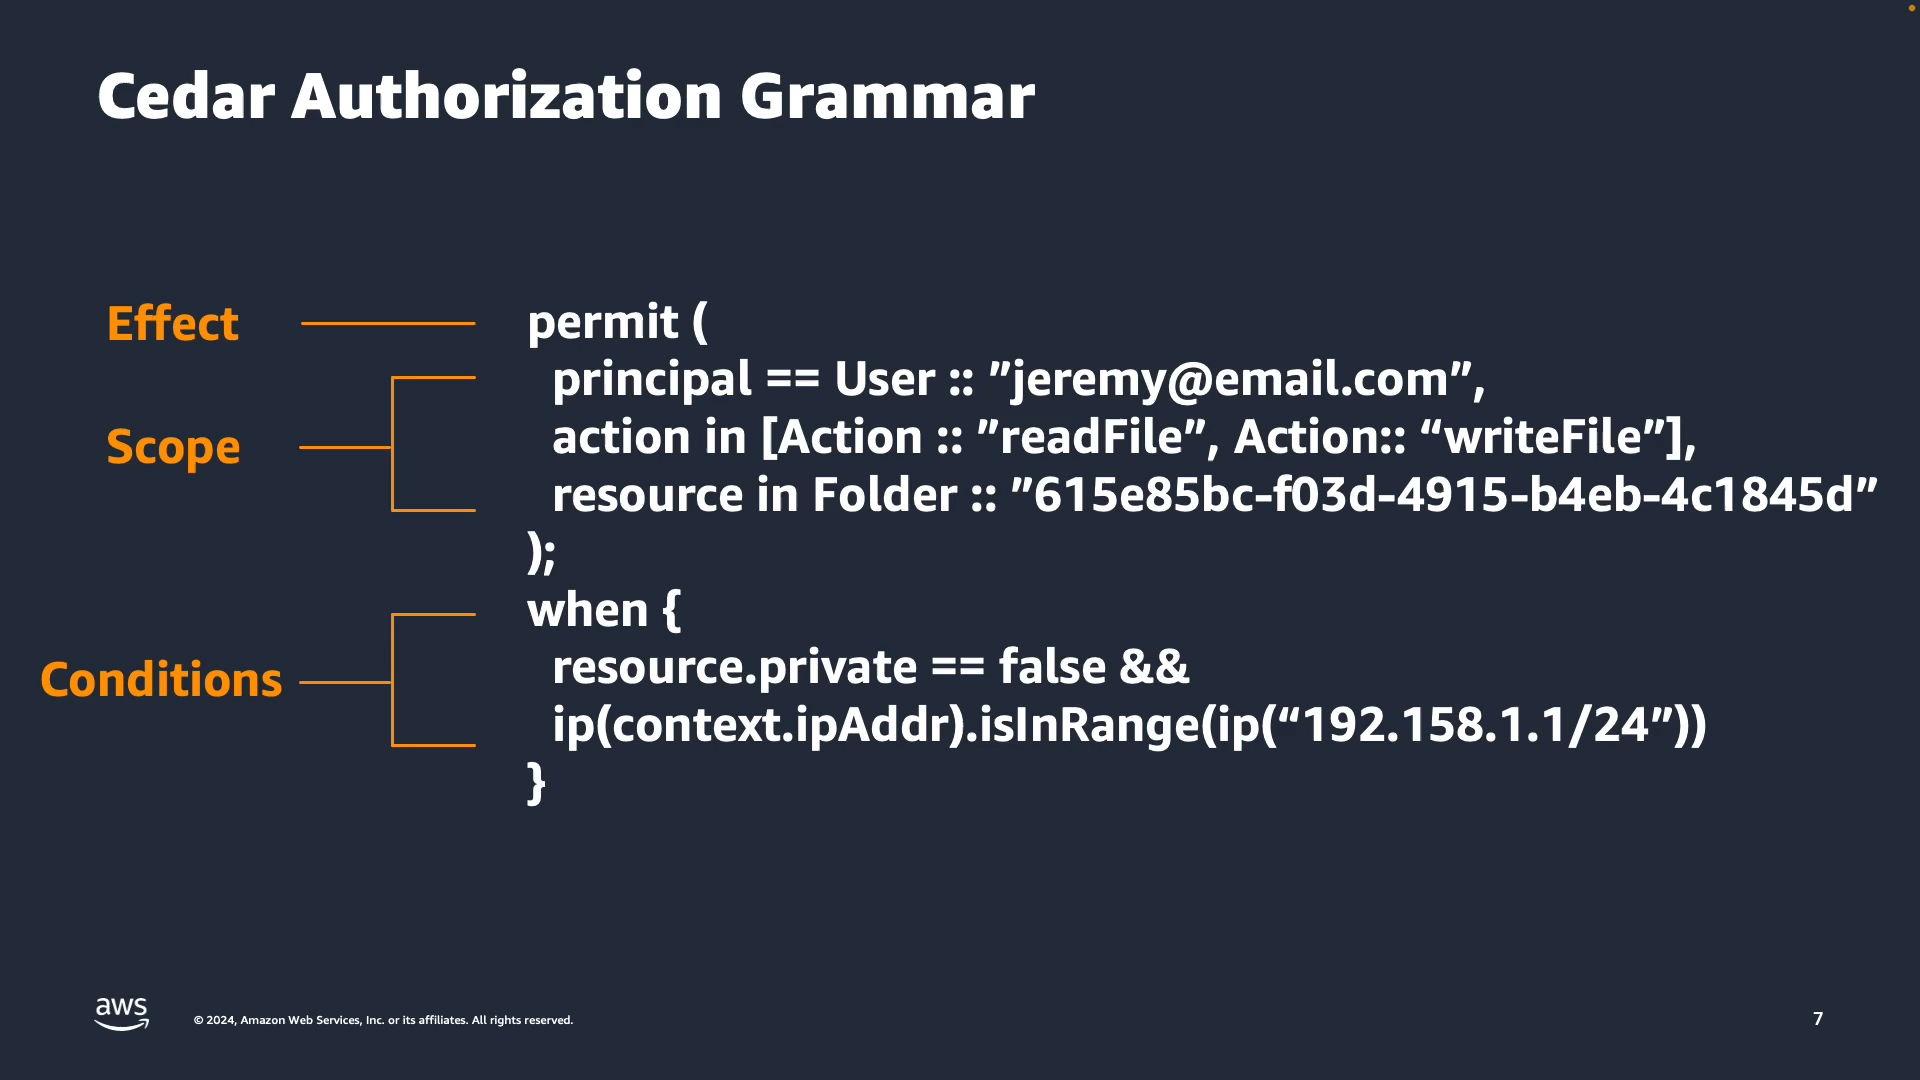 Cedar Authorization Grammar
Effect
permit (
principal == User :: ”jeremy@email.com”,
Scope
action in [Action :: ”readFile”, Action:: “writeFile”],
resource in Folder :: ”615e85bc-f03d-4915-b4eb-4c1845d”
);
when {
resource.private == false &&
Conditions
ip(context.ipAddr).isInRange(ip(“192.158.1.1/24”))
}
aws
© 2024, Amazon Web Services, Inc. or its affiliates. All rights reserved.
7